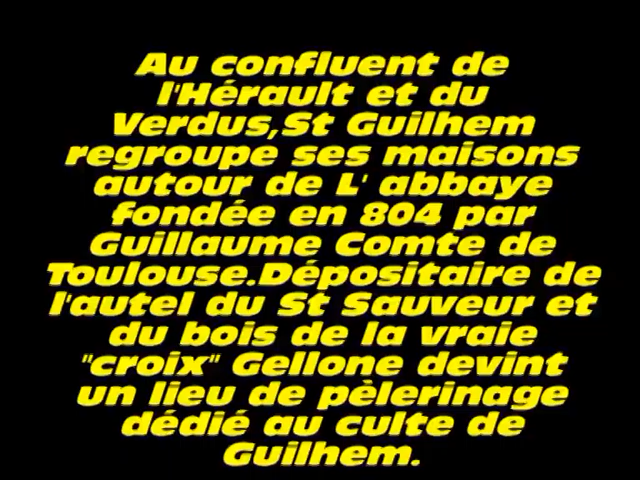 Au confluent de
l'Hérault et du
Verdus,St Guilhem
regroupe ses maisons
autour de L' abbaye
fondée en 804 par
Guillaume Comte de
Toulouse.Dépositaire de
l'autel du St Sauveur et
du bois de la vraie
"croix" Gellone devint
un lieu de pèlerinage
dédié au culte de
Guilhem.